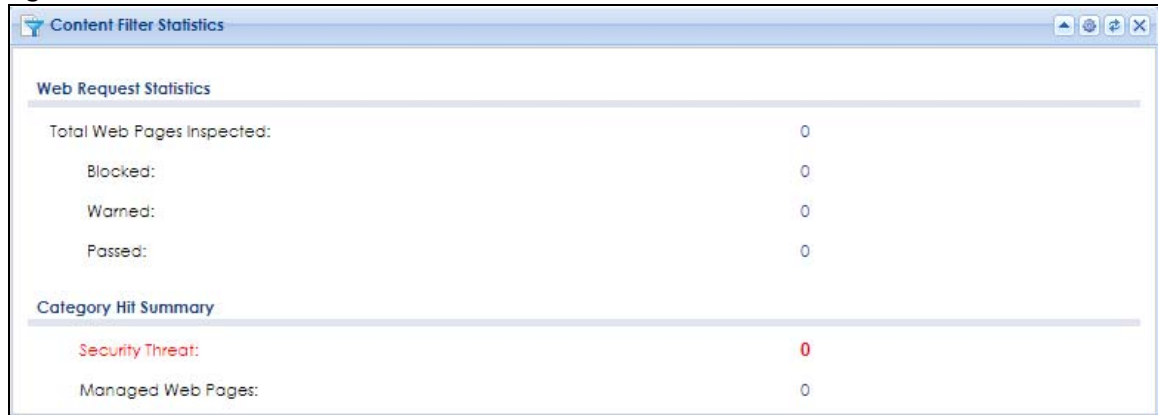 Content Filter Statistics
Web Request Statistics
Total Web Pages Inspected: 0
Blocked: 0
Warned: 0
Passed: 0
Category Hit Summary
Security Threat: 0
Managed Web Pages: 0